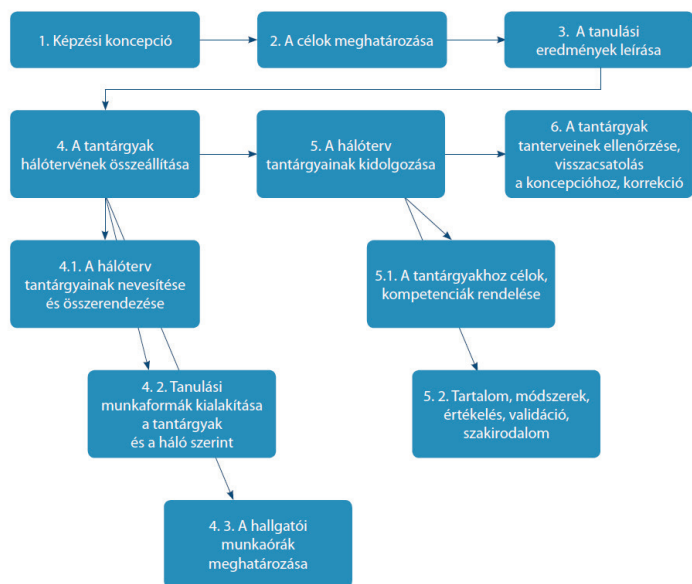 1. Képzési koncepció
2. A célok meghatározása
3. A tanulási
eredmények leírása
4. A tantárgyak
hálótervének összeállítása
5. A hálóterv
tantárgyainak kidolgozása
6. A tantárgyak
tanterveinek ellenőrzése,
visszacsatolás
a koncepcióhoz, korrekció
4.1. A hálóterv
tantárgyainak nevesítése
és összerendezése
5.1. A tantárgyakhoz célok,
kompetenciák rendelése
4. 2. Tanulási
munkaformák kialakítása
a tantárgyak
és a háló szerint
5. 2. Tartalom, módszerek,
értékelés, validáció,
szakirodalom
4. 3. A hallgatói
munkaórák
meghatározása